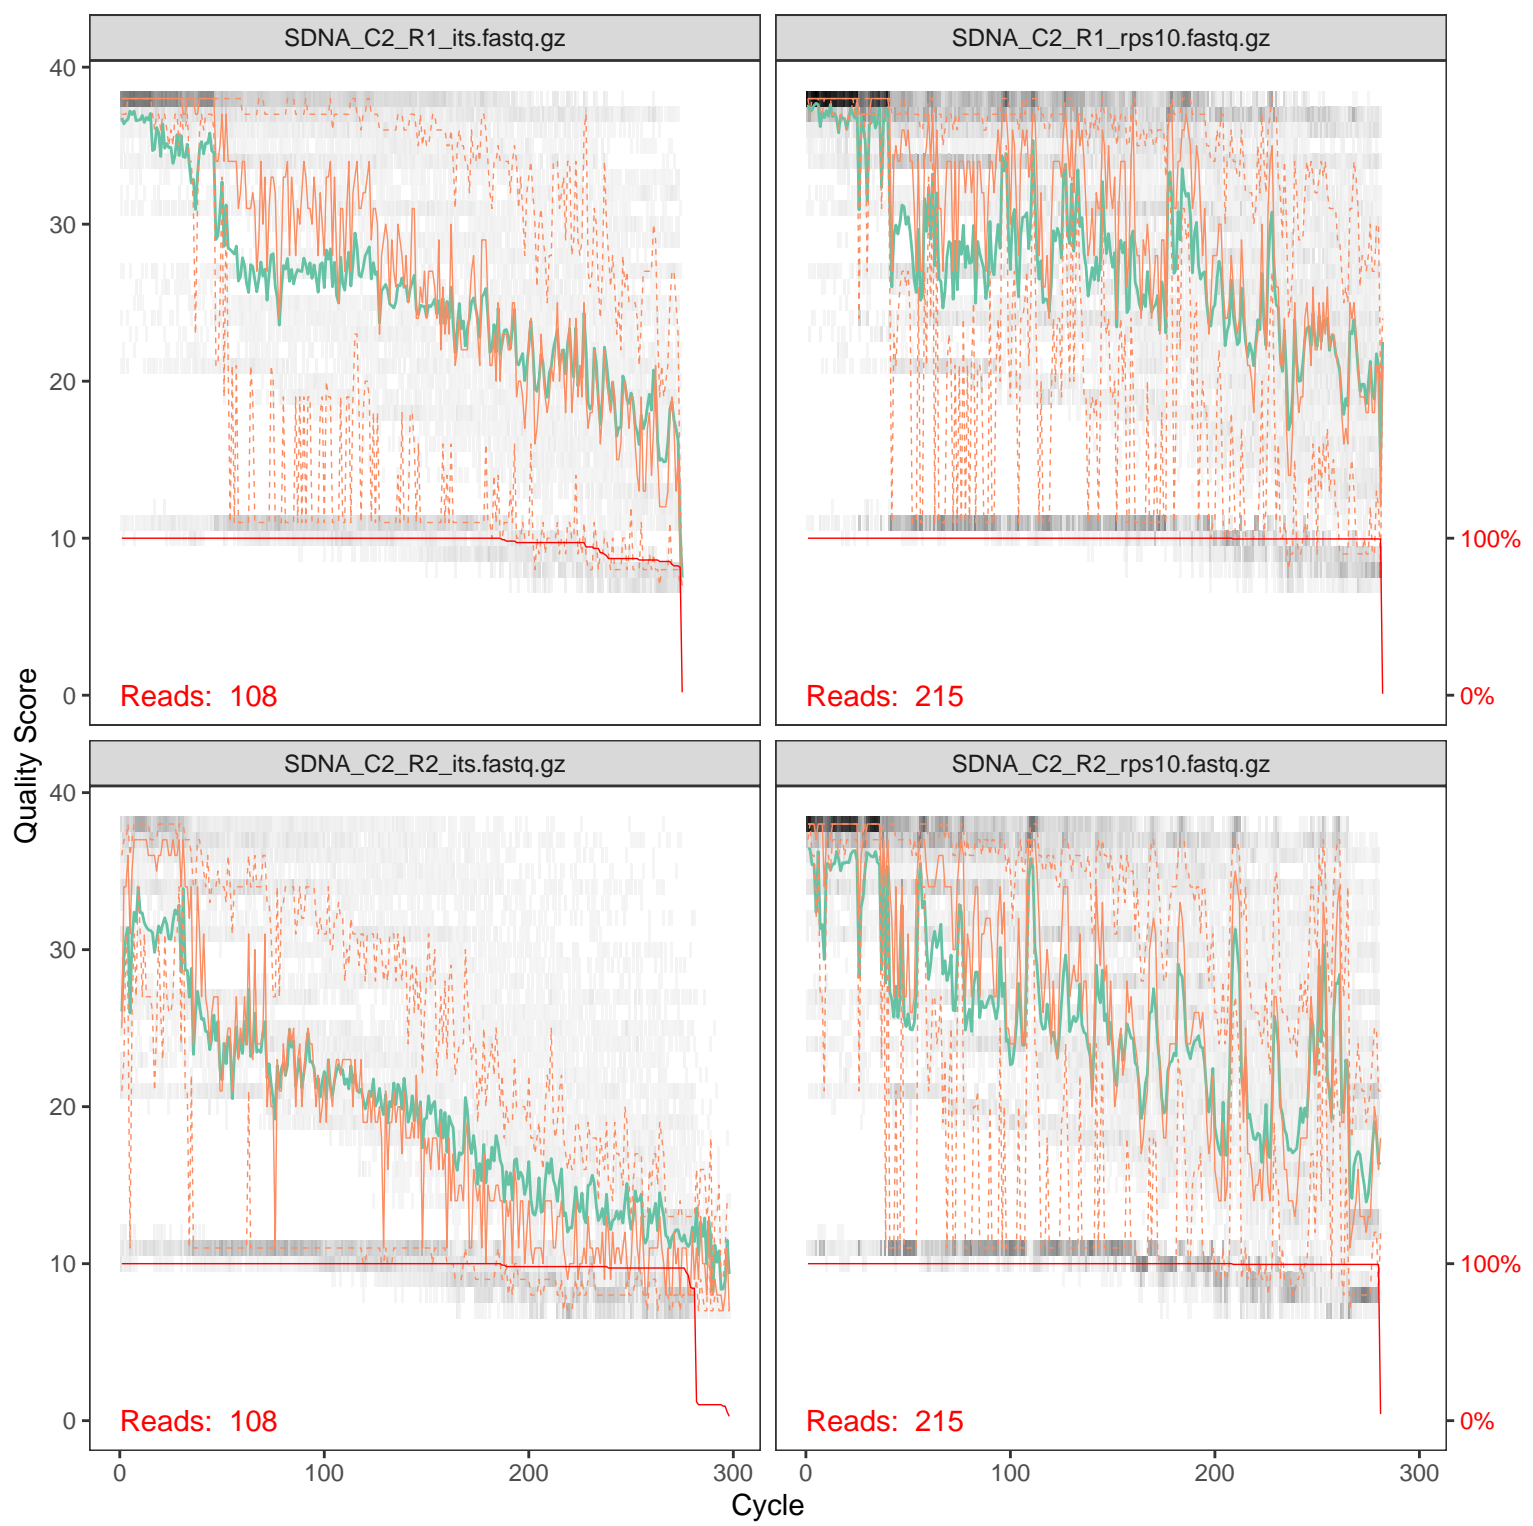 SDNA_C2_R1_its.fastq.gz
SDNA_C2_R1_rps10.fastq.gz
40
30
20
10
0
100%
0%
Reads: 108
Reads: 215
Quality Score
SDNA_C2_R2_its.fastq.gz
SDNA_C2_R2_rps10.fastq.gz
40
30
20
10
0
100%
0%
Reads: 108
Reads: 215
0 100 200 300
0 100 200 300
Cycle